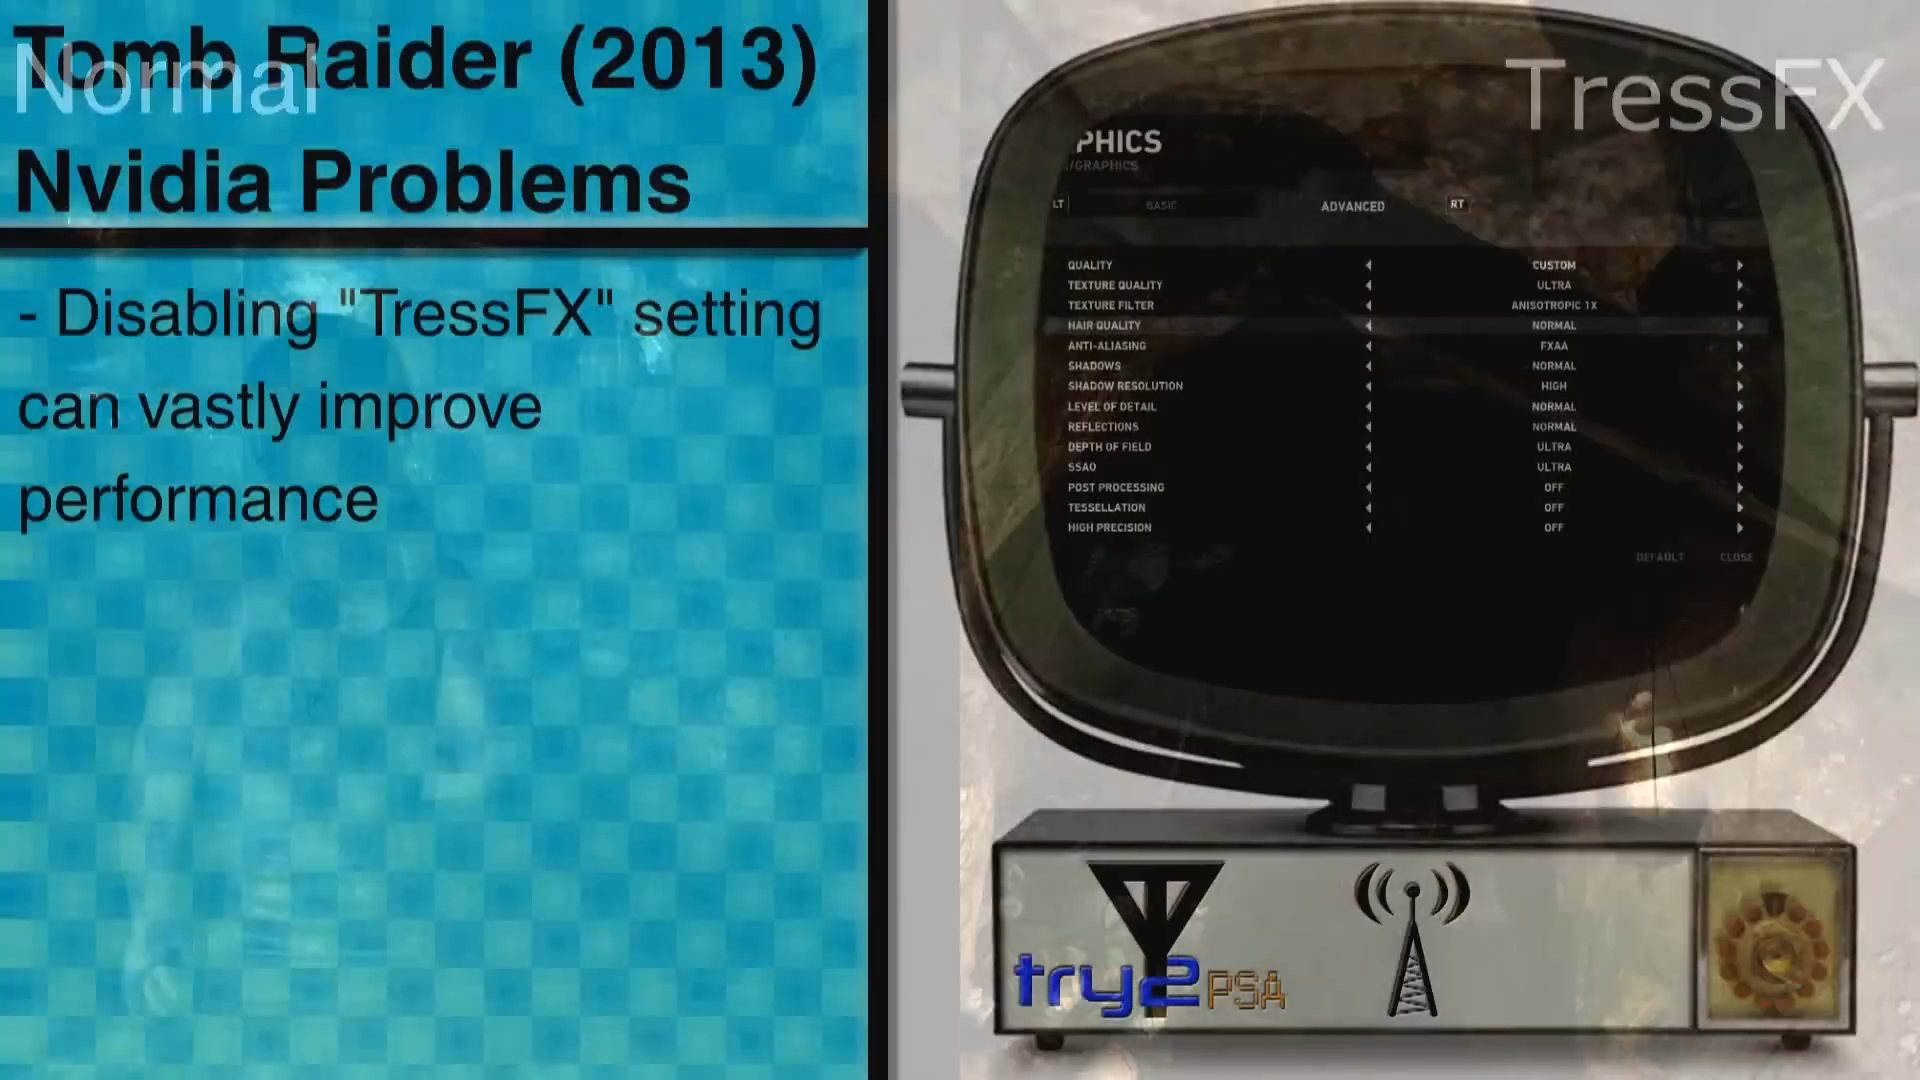 Tomb Raider (2013)
Normal
Nvidia Problems
- Disabling "TressFX" setting
can vastly improve
performance
TressFX
PHICS
/GRAPHICS
LT BASIC ADVANCED RT
QUALITY CUSTOM
TEXTURE QUALITY ULTRA
TEXTURE FILTER ANISOTROPIC 1X
HAIR QUALITY NORMAL
ANTI-ALIASING FXAA
SHADOWS NORMAL
SHADOW RESOLUTION HIGH
LEVEL OF DETAIL NORMAL
REFLECTIONS NORMAL
DEPTH OF FIELD ULTRA
SSAO ULTRA
POST PROCESSING OFF
TESSELLATION OFF
HIGH PRECISION OFF
DEFAULT CLOSE
try2PSA